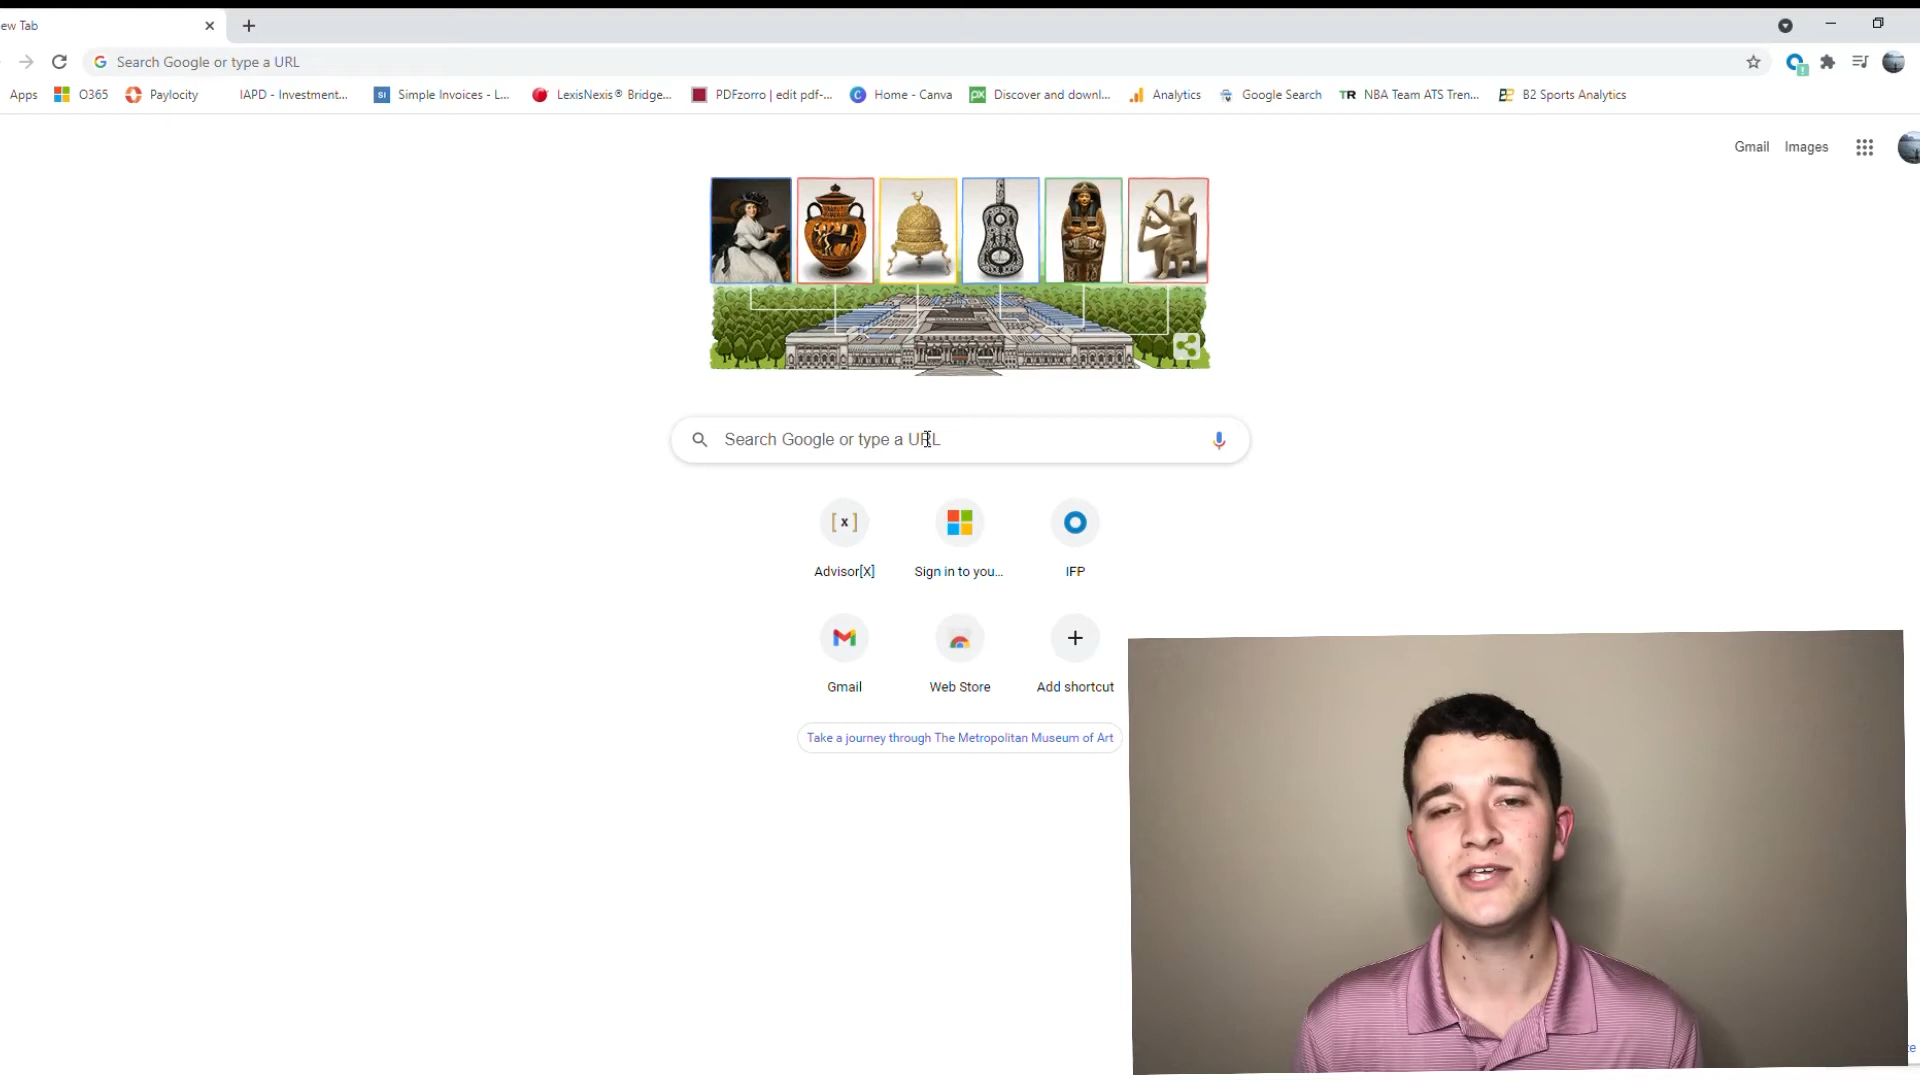 ew Tab
Search Google or type a URL
Apps O365 Paylocity IAPD - Investment... SI Simple Invoices - L... LexisNexis® Bridge... PDFzorro | edit pdf-... C Home - Canva px Discover and downl... Analytics Google Search TR NBA Team ATS Tren... B2 Sports Analytics
Gmail Images
Search Google or type a URL
[x]
Advisor[X] Sign in to you... IFP
Gmail Web Store Add shortcut
Take a journey through The Metropolitan Museum of Art